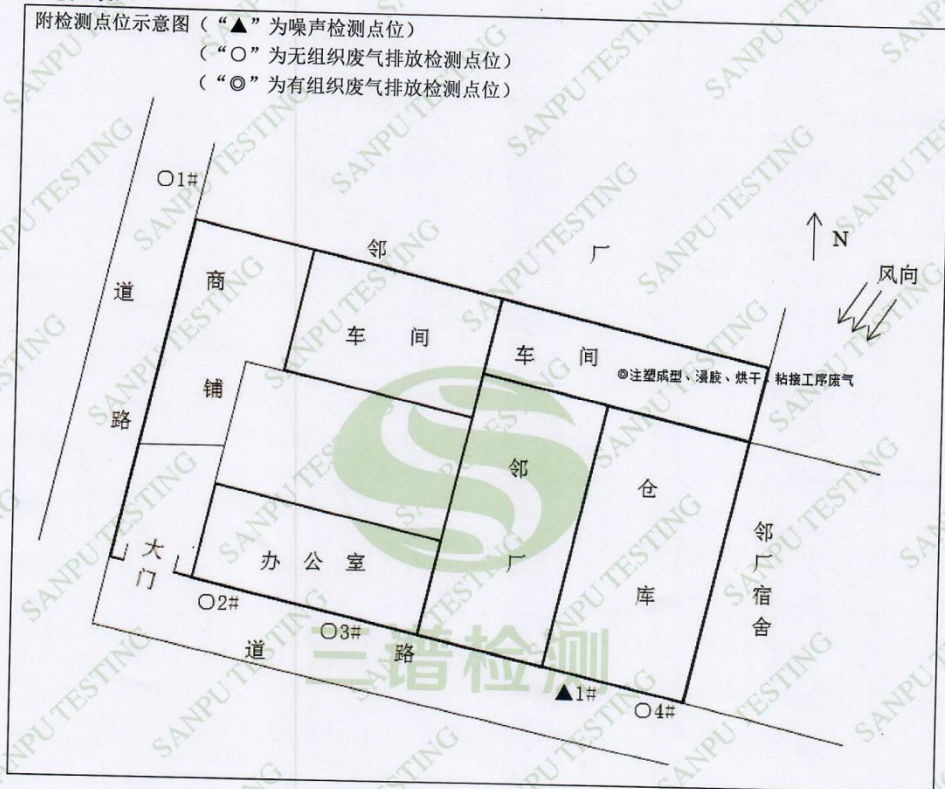 附检测点位示意图（“▲”为噪声检测点位）
（“○”为无组织废气排放检测点位）
（“◎”为有组织废气排放检测点位）
○1#
邻
厂
N
风向
道
路
商
铺
车 间
车 间
◎注塑成型、浸胶、烘干、粘接工序废气
邻
厂
仓
库
邻
厂
宿
舍
办 公 室
大
门
○2#
○3#
道
路
▲1#
○4#
三谱检测
SANPU TESTING